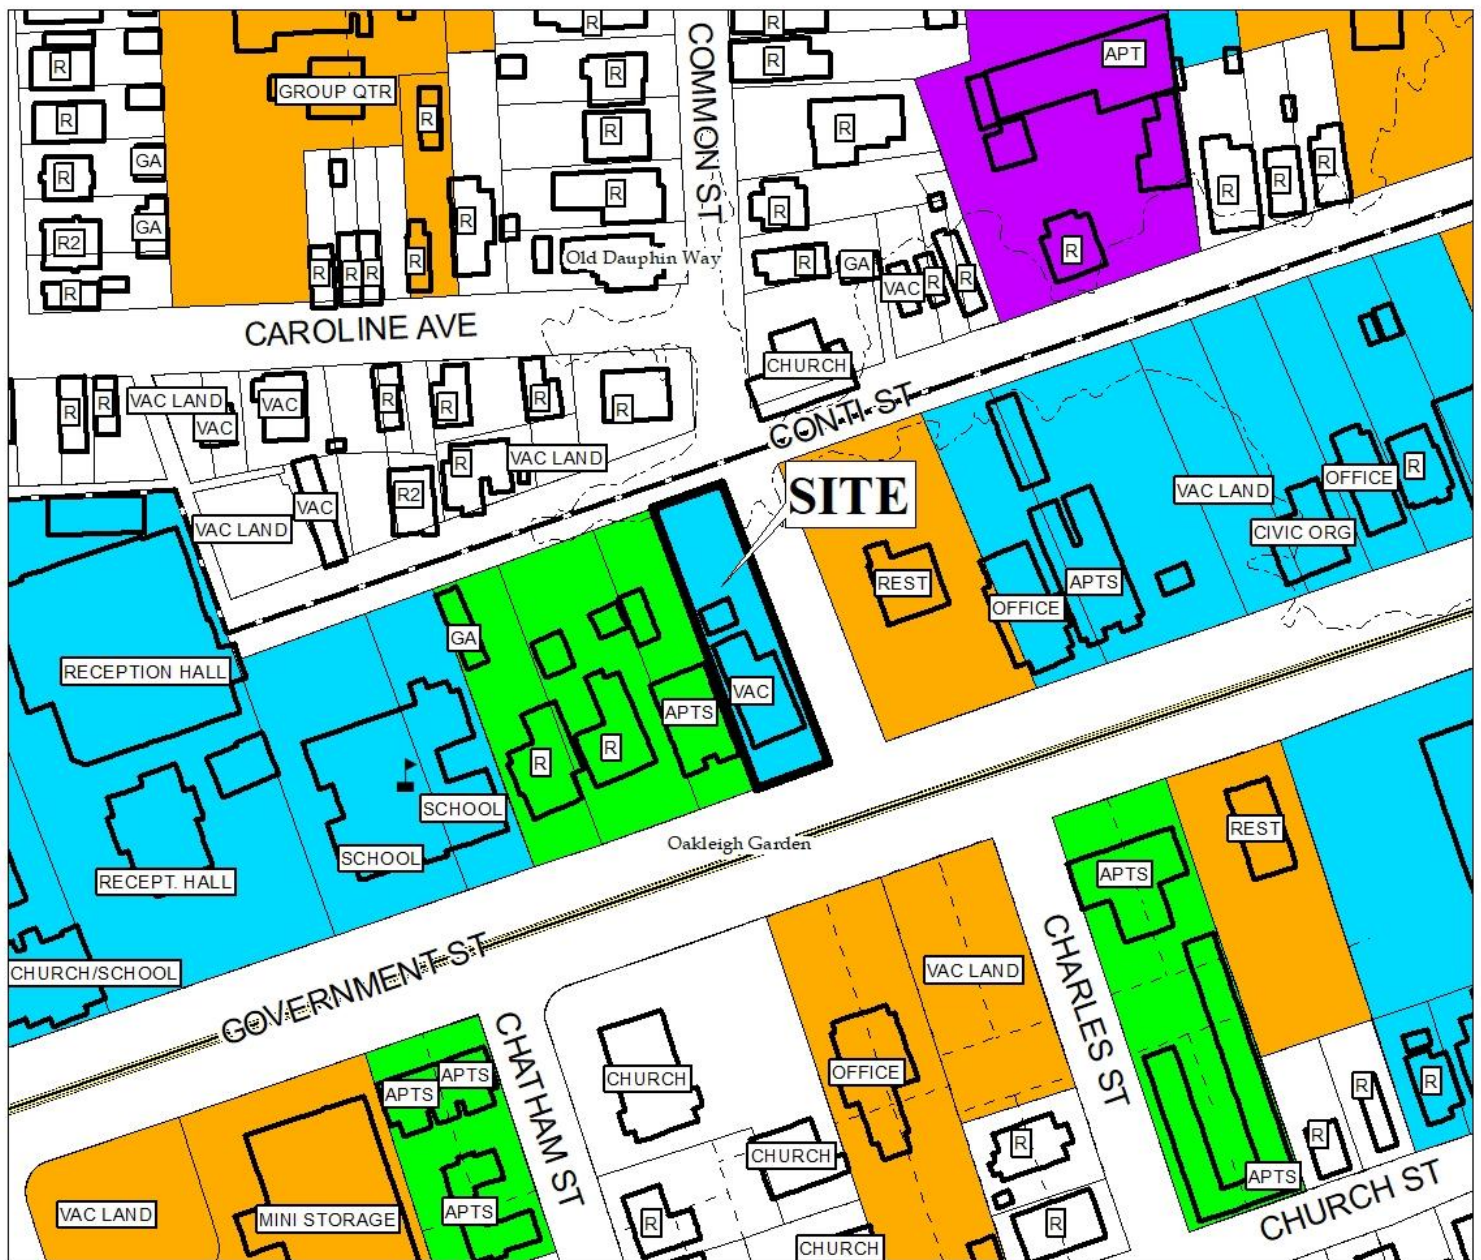 R
R
R
COMMON ST
APT
R
R
GROUP QTR
R
R
R
R
R
GA
R
R
R
R
R
R
R
R
R2
GA
R
R
Old Dauphin Way
R
R
R
R
R
R
GA
VAC
R
R
R
CAROLINE AVE
CHURCH
R
R
VAC LAND
VAC
VAC
R
R
R
R
CONTI ST
R
VAC LAND
OFFICE
R
VAC LAND
SITE
R2
VAC
VAC LAND
CIVIC ORG
REST
APTS
OFFICE
GA
RECEPTION HALL
VAC
APTS
R
R
SCHOOL
REST
Oakleigh Garden
SCHOOL
RECEPT. HALL
APTS
CHURCH/SCHOOL
GOVERNMENT ST
VAC LAND
CHARLES ST
CHATHAM ST
APTS
APTS
CHURCH
OFFICE
R
R
R
R
CHURCH
APTS
CHURCH ST
VAC LAND
MINI STORAGE
APTS
R
R
CHURCH